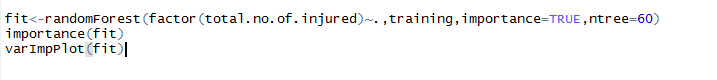 fit<-randomForest(factor(total.no.of.injured)~.,training,importance=TRUE,ntree=60)
importance(fit)
varImpPlot(fit)